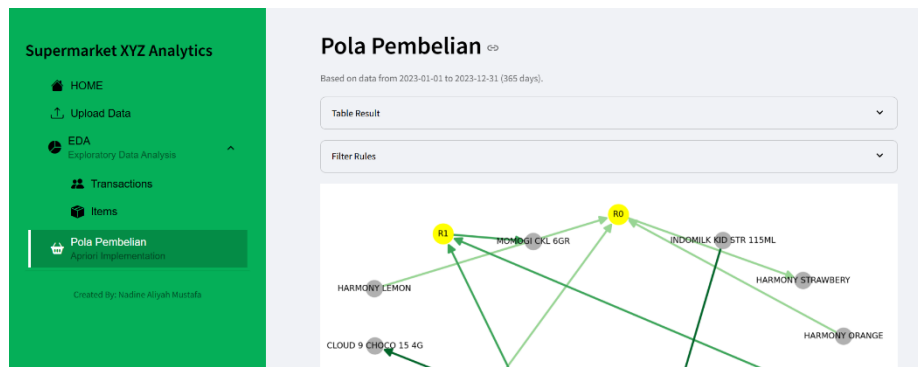 Supermarket XYZ Analytics
HOME
Upload Data
EDA
Exploratory Data Analysis
Transactions
Items
Pola Pembelian
Apriori Implementation
Created By: Nadine Aliyah Mustafa
Pola Pembelian
Based on data from 2023-01-01 to 2023-12-31 (365 days).
Table Result
Filter Rules
R0
R1
MOMOGI CKL 6GR
INDOMILK KID STR 115ML
HARMONY LEMON
HARMONY STRAWBERY
HARMONY ORANGE
CLOUD 9 CHOCO 15 4G